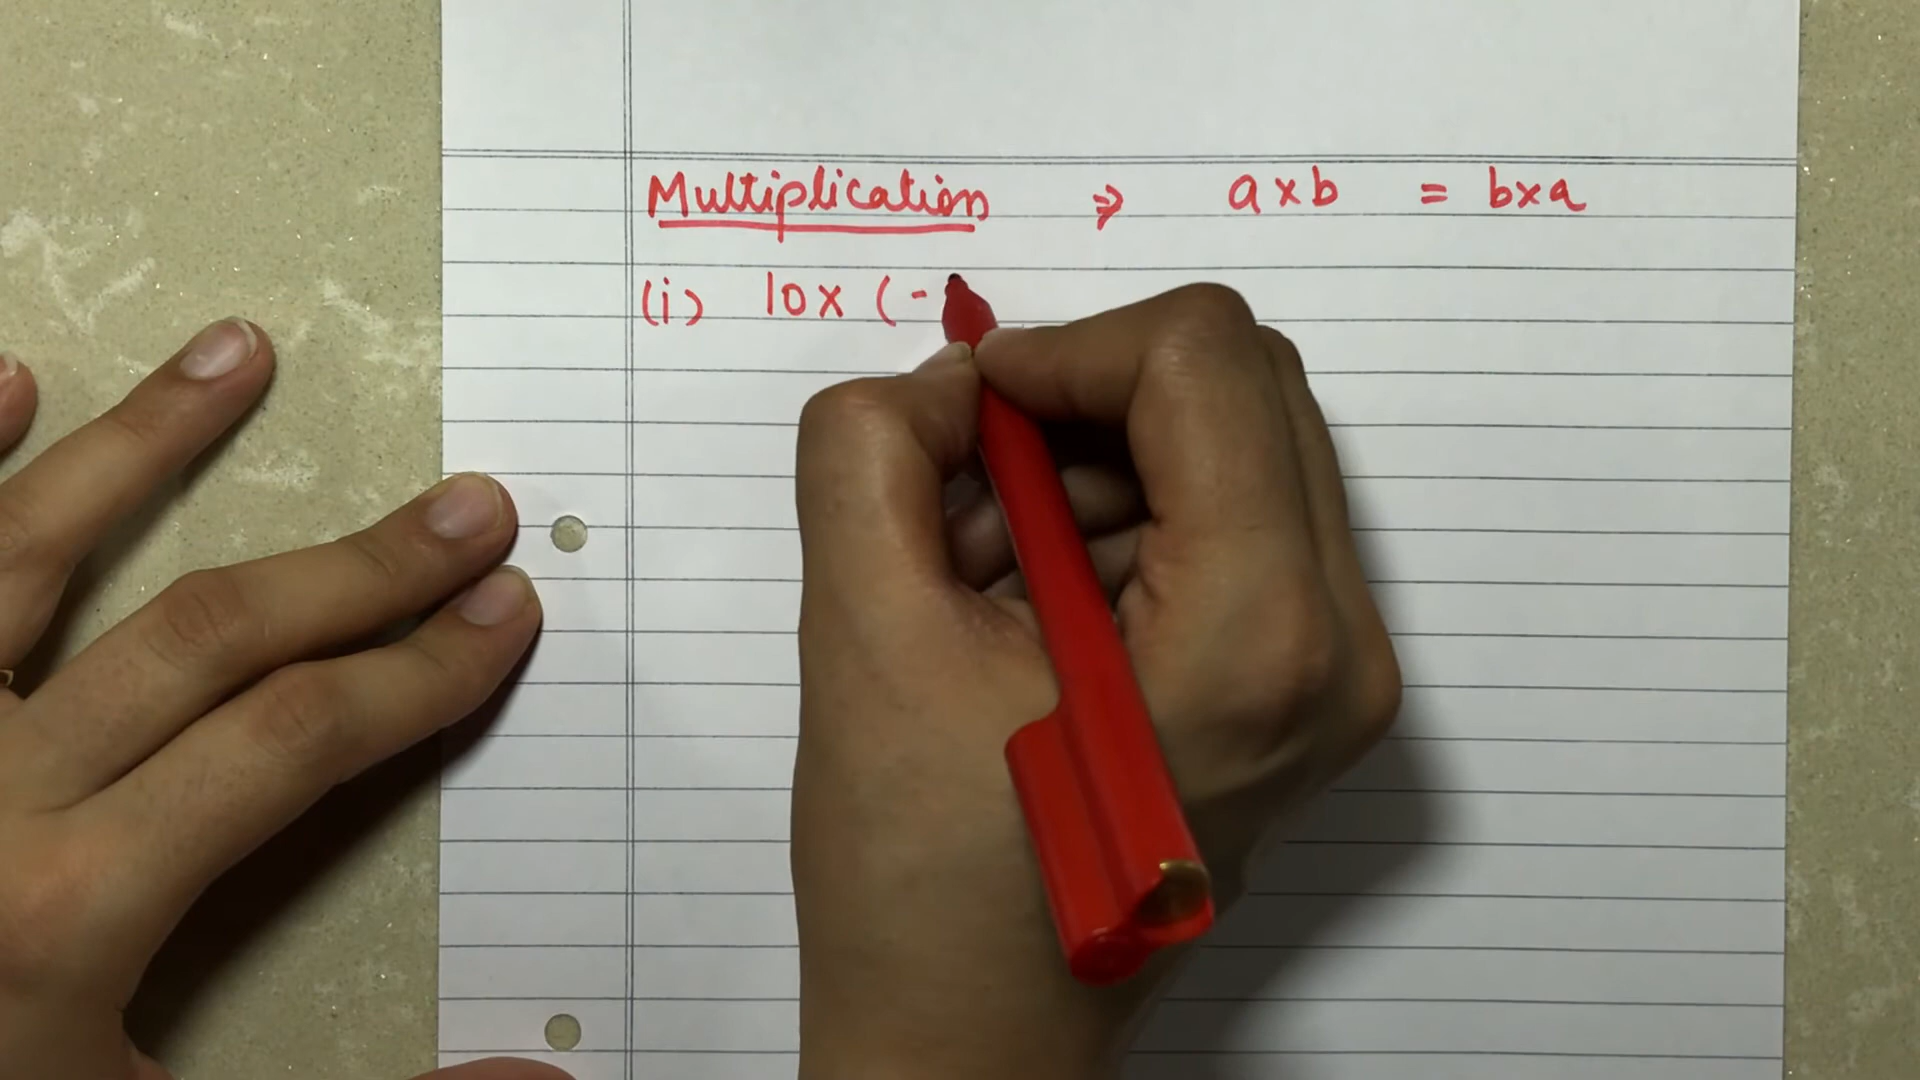 Multiplication ⇒ a x b = b x a
(i) 10 x ( -